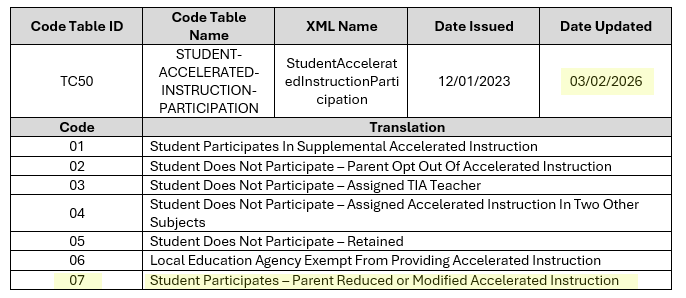 Code Table ID
Code Table
Name
XML Name
Date Issued
Date Updated
TC50
STUDENT-
ACCELERATED-
INSTRUCTION-
PARTICIPATION
StudentAccelerat
edInstructionParti
cipation
12/01/2023
03/02/2026
Code
Translation
01
Student Participates In Supplemental Accelerated Instruction
02
Student Does Not Participate – Parent Opt Out Of Accelerated Instruction
03
Student Does Not Participate – Assigned TIA Teacher
04
Student Does Not Participate – Assigned Accelerated Instruction In Two Other
Subjects
05
Student Does Not Participate – Retained
06
Local Education Agency Exempt From Providing Accelerated Instruction
07
Student Participates – Parent Reduced or Modified Accelerated Instruction